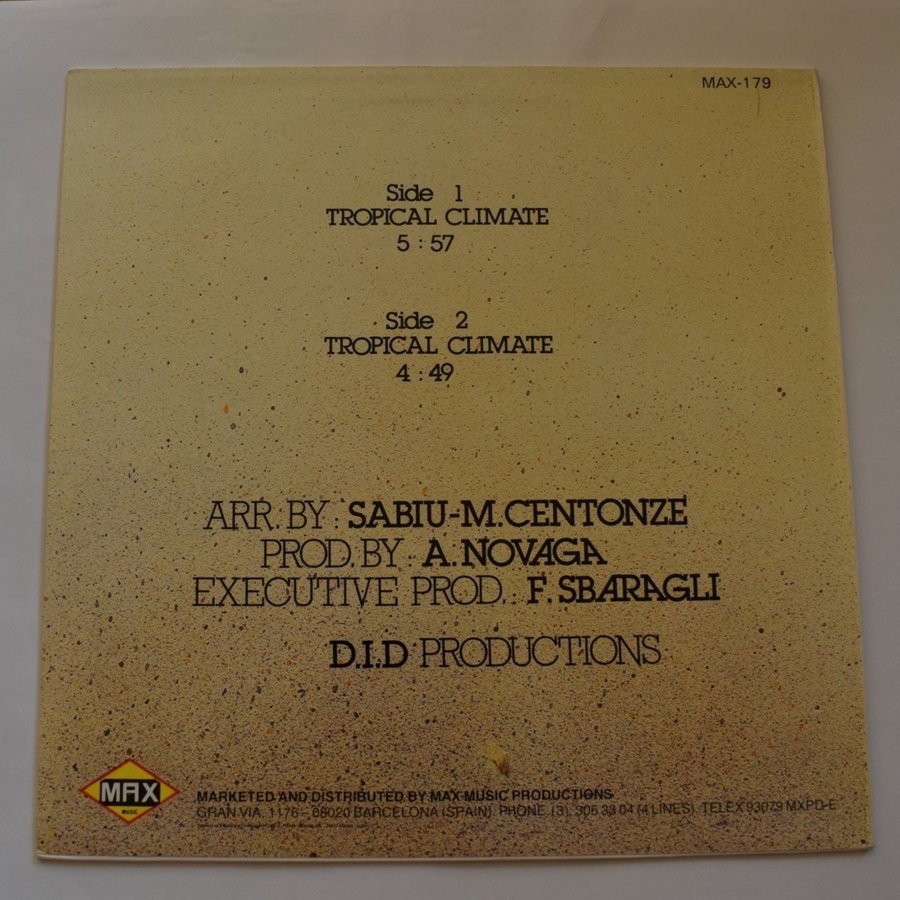 MAX-179
Side 1
TROPICAL CLIMATE
5 : 57
Side 2
TROPICAL CLIMATE
4 : 49
ARR. BY : SABIU-M.CENTONZE
PROD. BY : A. NOVAGA
EXECUTIVE PROD. : F. SBARAGLI
D.I.D PRODUCTIONS
MAX
MUSIC
MARKETED AND DISTRIBUTED BY MAX MUSIC PRODUCTIONS
GRAN VIA, 1176 - 08020 BARCELONA (SPAIN). PHONE. (3). 305 33 04 (4 LINES). TELEX 93079 MXPD-E